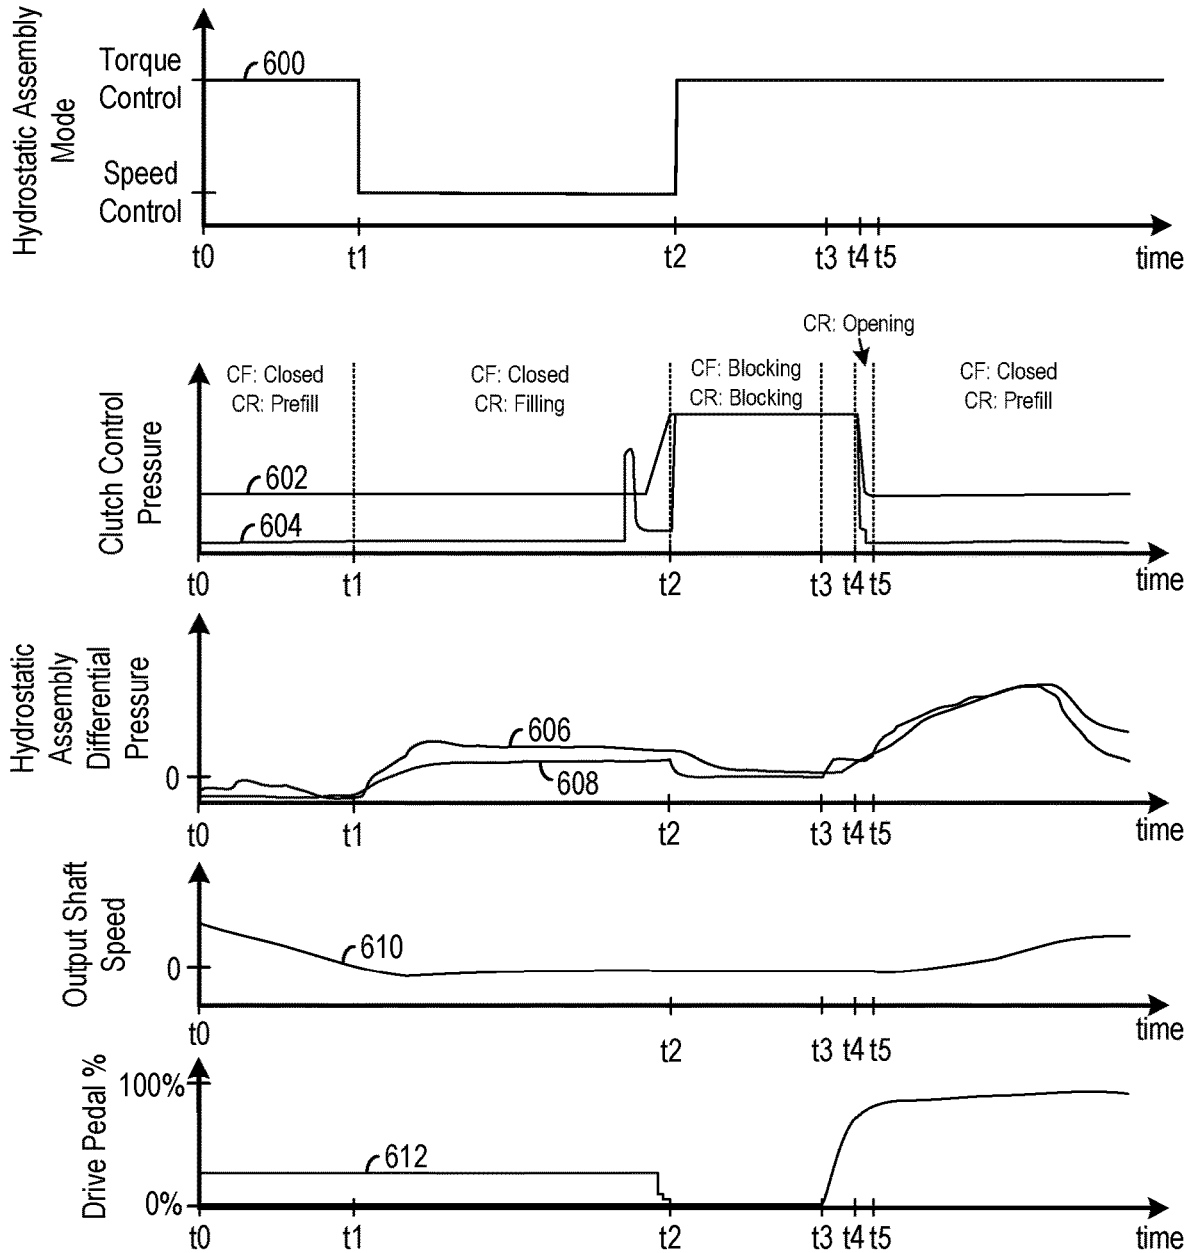 Hydrostatic Assembly
Mode
Torque
Control
600
Speed
Control
t0
t1
t2
t3
t4
t5
time
CR: Opening
Clutch Control
Pressure
CF: Closed
CR: Prefill
CF: Closed
CR: Filling
CF: Blocking
CR: Blocking
CF: Closed
CR: Prefill
602
604
t0
t1
t2
t3
t4
t5
time
Hydrostatic
Assembly
Differential
Pressure
0
606
608
t0
t1
t2
t3
t4
t5
time
Output Shaft
Speed
0
610
t0
t2
t3
t4
t5
time
Drive Pedal %
100%
612
0%
t0
t1
t2
t3
t4
t5
time